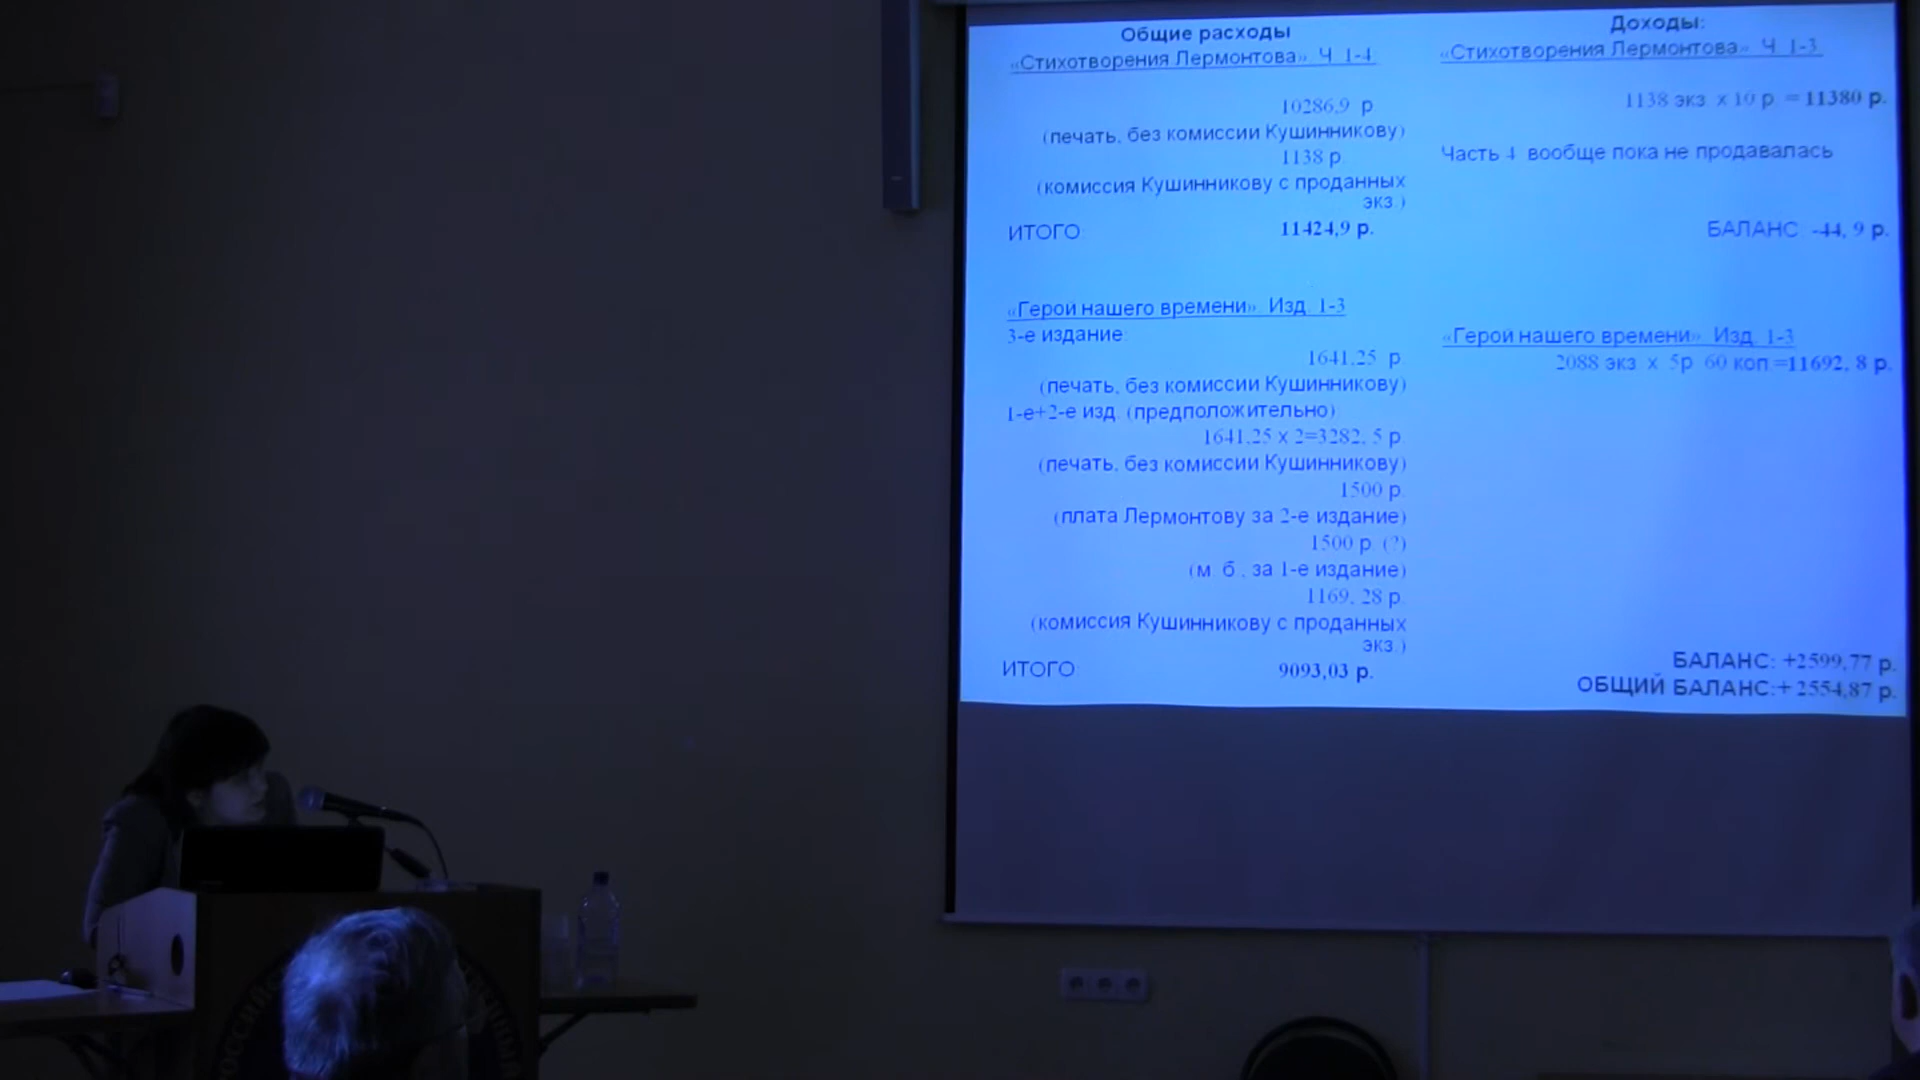 Общие расходы
«Стихотворения Лермонтова». Ч. 1-4
10286,9 р.
(печать, без комиссии Кушинникову)
1138 р.
(комиссия Кушинникову с проданных
экз.)
ИТОГО: 11424,9 р.
«Герой нашего времени». Изд. 1-3
3-е издание:
1641,25 р.
(печать, без комиссии Кушинникову)
1-е+2-е изд. (предположительно)
1641,25 x 2=3282, 5 р.
(печать, без комиссии Кушинникову)
1500 р.
(плата Лермонтову за 2-е издание)
1500 р. (?)
(м. б., за 1-е издание)
1169, 28 р.
(комиссия Кушинникову с проданных
экз.)
ИТОГО: 9093,03 р.
Доходы:
«Стихотворения Лермонтова». Ч. 1-3
1138 экз. x 10 р. = 11380 р.
Часть 4 вообще пока не продавалась
БАЛАНС: -44, 9 р.
«Герой нашего времени». Изд. 1-3
2088 экз. x 5р. 60 коп.=11692, 8 р.
БАЛАНС: +2599,77 р.
ОБЩИЙ БАЛАНС:+ 2554,87 р.